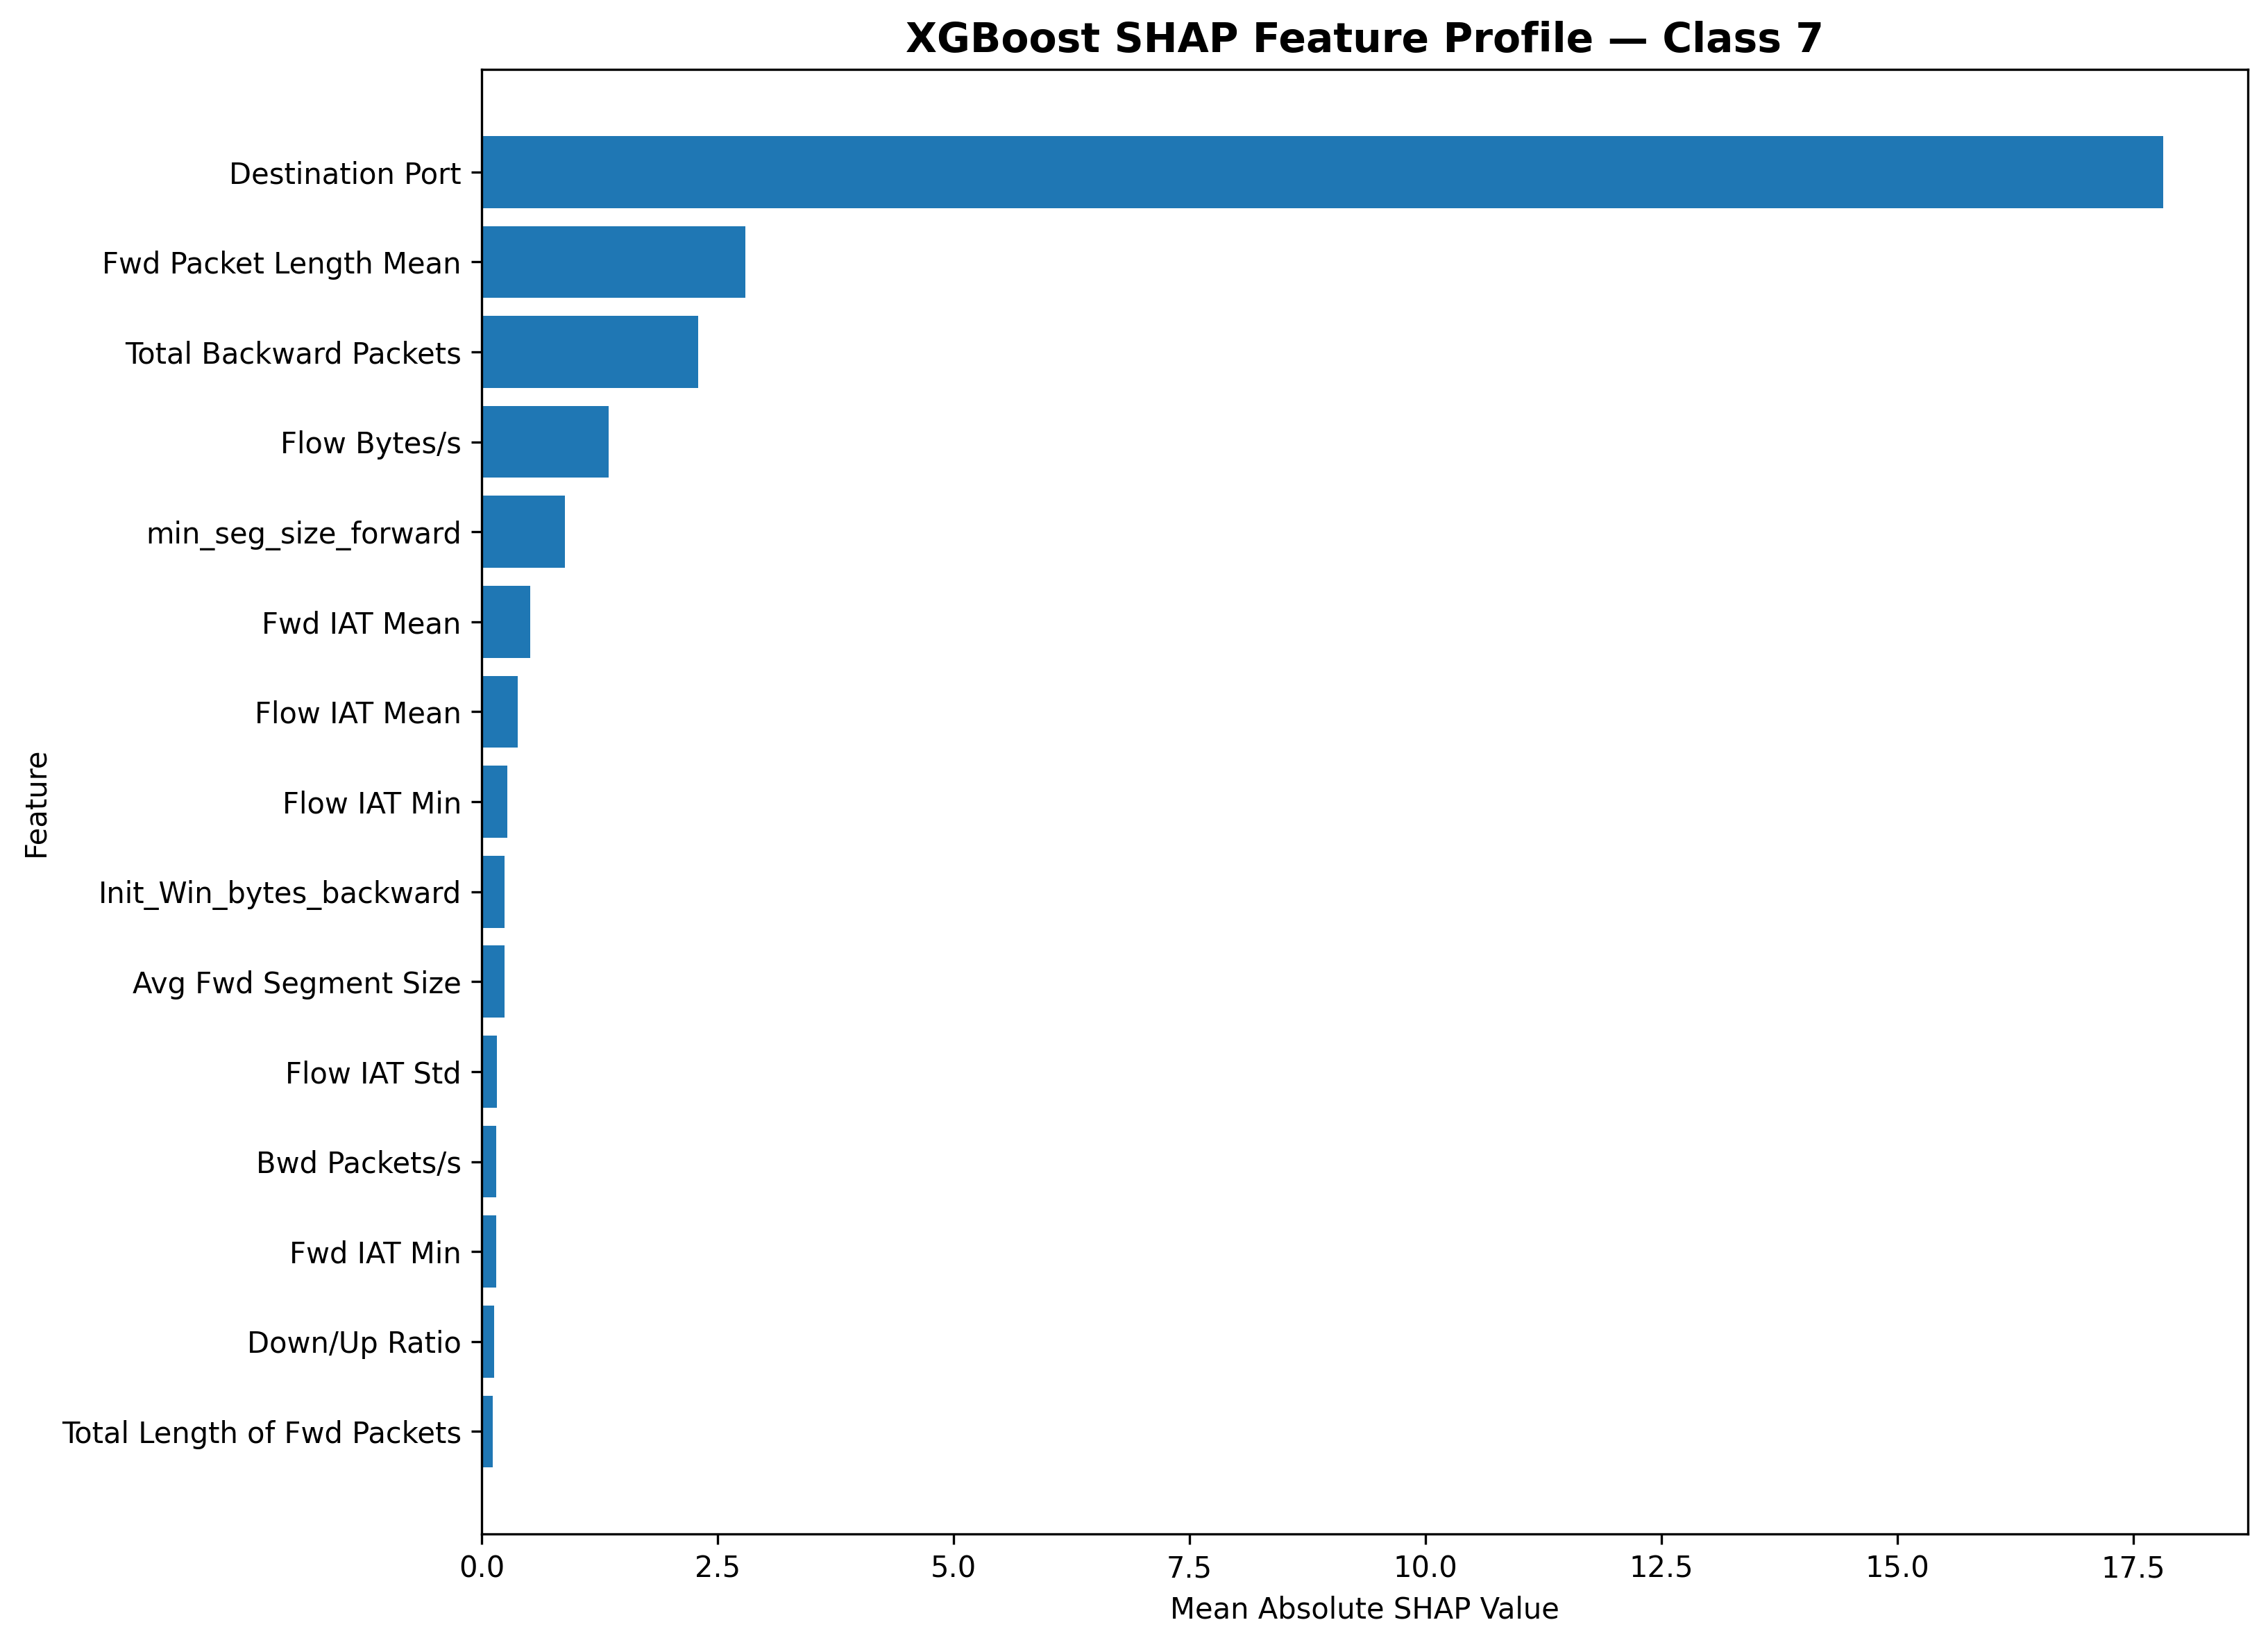 XGBoost SHAP Feature Profile — Class 7
Destination Port
Fwd Packet Length Mean
Total Backward Packets
Flow Bytes/s
min_seg_size_forward
Fwd IAT Mean
Flow IAT Mean
Flow IAT Min
Init_Win_bytes_backward
Avg Fwd Segment Size
Flow IAT Std
Bwd Packets/s
Fwd IAT Min
Down/Up Ratio
Total Length of Fwd Packets
Feature
0.0 2.5 5.0 7.5 10.0 12.5 15.0 17.5
Mean Absolute SHAP Value